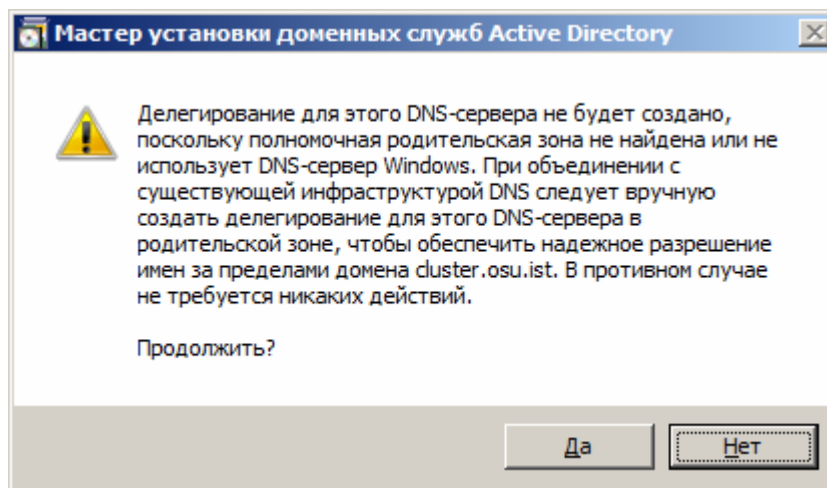 Мастер установки доменных служб Active Directory
Делегирование для этого DNS-сервера не будет создано,
поскольку полномочная родительская зона не найдена или не
использует DNS-сервер Windows. При объединении с
существующей инфраструктурой DNS следует вручную
создать делегирование для этого DNS-сервера в
родительской зоне, чтобы обеспечить надежное разрешение
имен за пределами домена cluster.osu.ist. В противном случае
не требуется никаких действий.
Продолжить?
Да
Нет